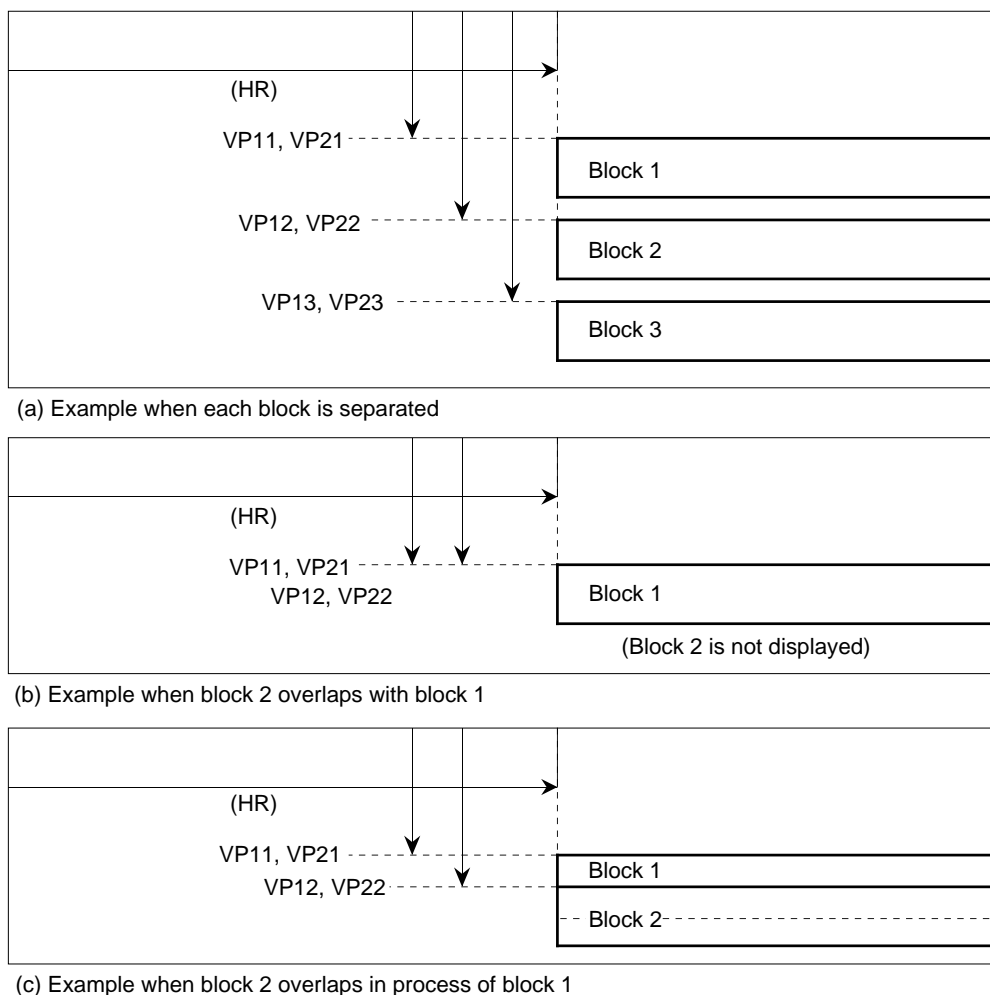 (HR)
VP11, VP21
Block 1
VP12, VP22
Block 2
VP13, VP23
Block 3
(a) Example when each block is separated
(HR)
VP11, VP21
VP12, VP22
Block 1
(Block 2 is not displayed)
(b) Example when block 2 overlaps with block 1
(HR)
VP11, VP21
Block 1
VP12, VP22
Block 2
(c) Example when block 2 overlaps in process of block 1